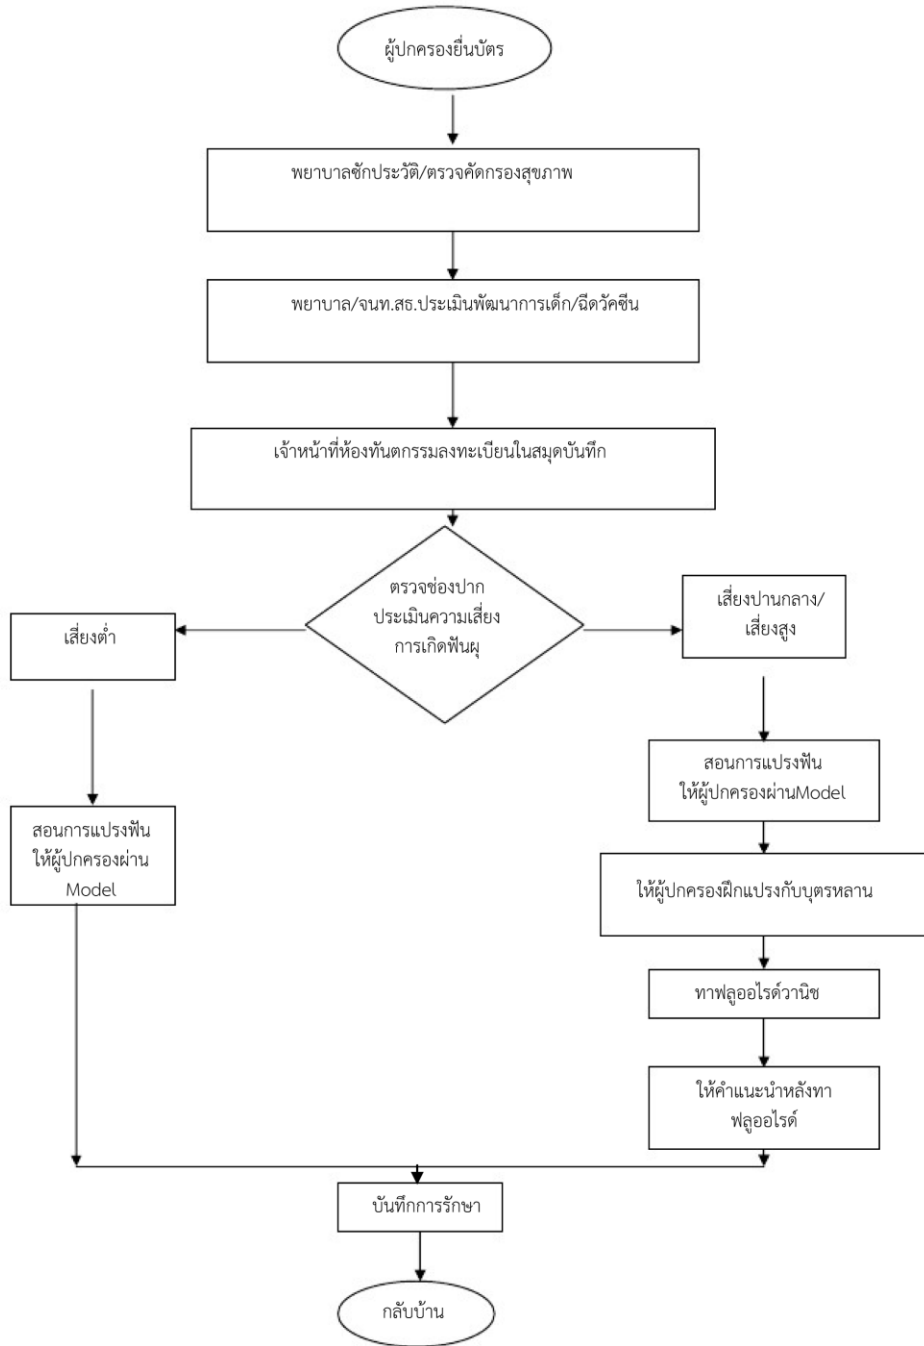 ผู้ปกครองยื่นบัตร
พยาบาลซักประวัติ/ตรวจคัดกรองสุขภาพ
พยาบาล/จนท.สธ.ประเมินพัฒนาการเด็ก/ฉีดวัคซีน
เจ้าหน้าที่ห้องทันตกรรมลงทะเบียนในสมุดบันทึก
ตรวจช่องปาก
ประเมินความเสี่ยง
การเกิดฟันผุ
เสี่ยงต่ำ
สอนการแปรงฟัน
ให้ผู้ปกครองผ่าน
Model
เสี่ยงปานกลาง/
เสี่ยงสูง
สอนการแปรงฟัน
ให้ผู้ปกครองผ่านModel
ให้ผู้ปกครองฝึกแปรงกับบุตรหลาน
ทาฟลูออไรด์วานิช
ให้คำแนะนำหลังทา
ฟลูออไรด์
บันทึกการรักษา
กลับบ้าน